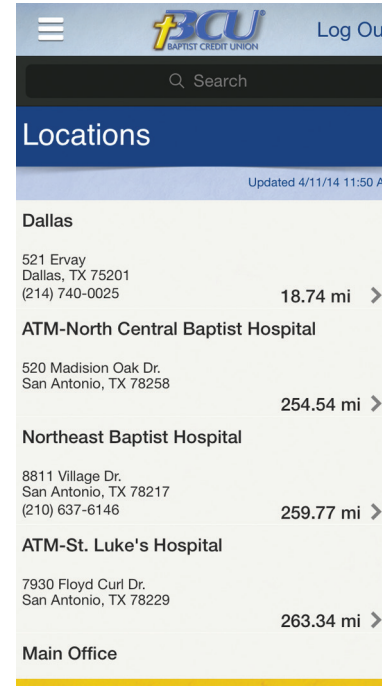 BCU®
BAPTIST CREDIT UNION
Log Ou
Search
Locations
Updated 4/11/14 11:50 A
Dallas
521 Ervay
Dallas, TX 75201
(214) 740-0025
18.74 mi
ATM-North Central Baptist Hospital
520 Madision Oak Dr.
San Antonio, TX 78258
254.54 mi
Northeast Baptist Hospital
8811 Village Dr.
San Antonio, TX 78217
(210) 637-6146
259.77 mi
ATM-St. Luke's Hospital
7930 Floyd Curl Dr.
San Antonio, TX 78229
263.34 mi
Main Office